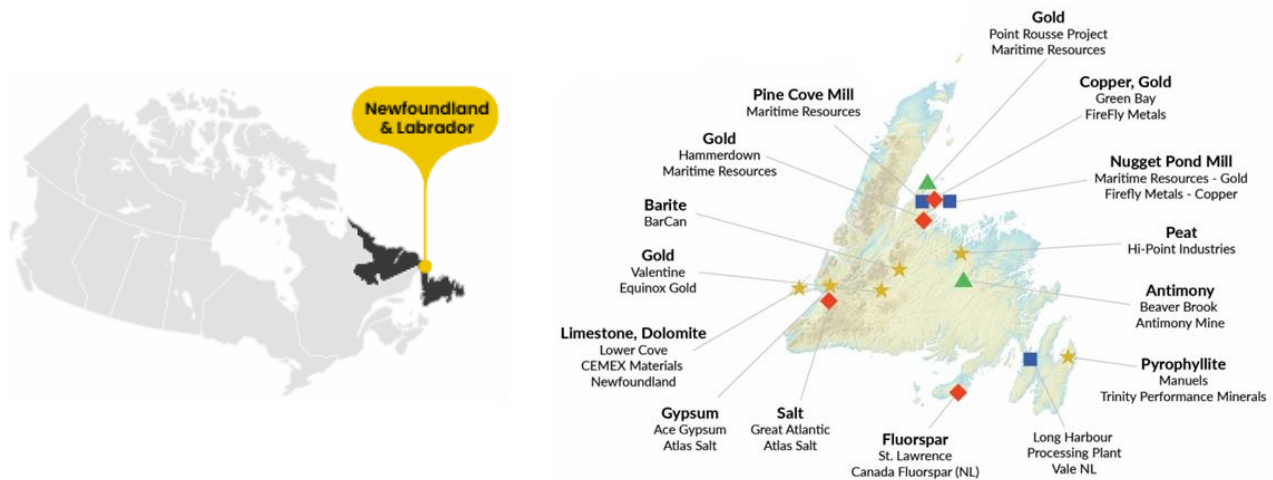 Newfoundland
& Labrador
Gold
Point Rousse Project
Maritime Resources
Copper, Gold
Green Bay
FireFly Metals
Pine Cove Mill
Maritime Resources
Gold
Hammerdown
Maritime Resources
Nugget Pond Mill
Maritime Resources - Gold
Firefly Metals - Copper
Barite
BarCan
Peat
Hi-Point Industries
Gold
Valentine
Equinox Gold
Antimony
Beaver Brook
Antimony Mine
Limestone, Dolomite
Lower Cove
CEMEX Materials
Newfoundland
Pyrophyllite
Manuels
Trinity Performance Minerals
Gypsum
Ace Gypsum
Atlas Salt
Salt
Great Atlantic
Atlas Salt
Fluorspar
St. Lawrence
Canada Fluorspar (NL)
Long Harbour
Processing Plant
Vale NL